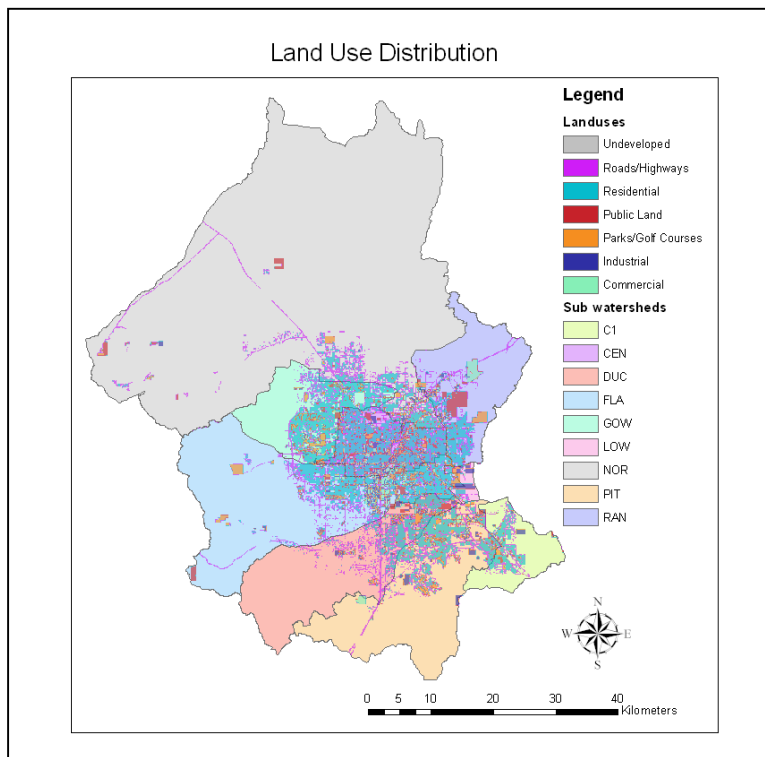 Land Use Distribution
Legend
Landuses
Undeveloped
Roads/Highways
Residential
Public Land
Parks/Golf Courses
Industrial
Commercial
Sub watersheds
C1
CEN
DUC
FLA
GOW
LOW
NOR
PIT
RAN
N
W E
S
0 5 10 20 30 40
Kilometers